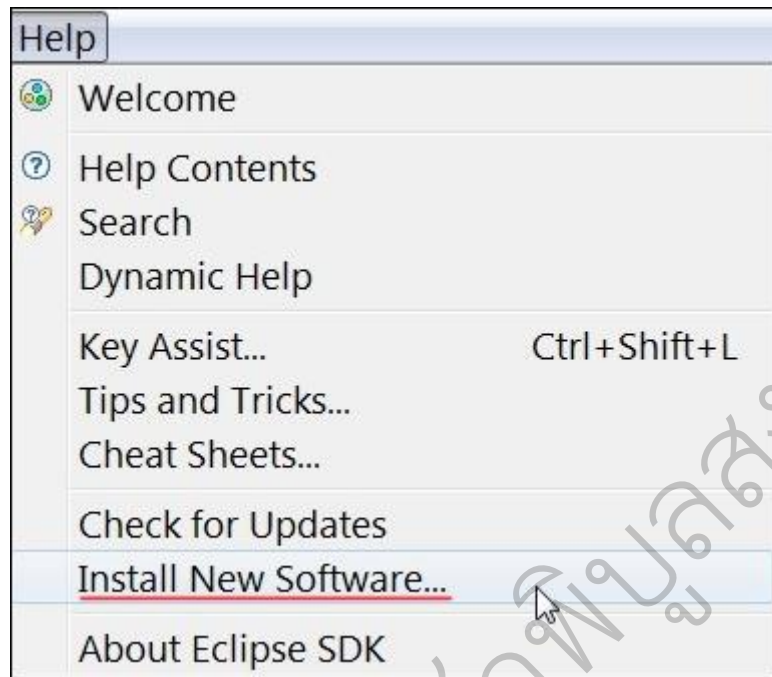 Help
Welcome
Help Contents
Search
Dynamic Help
Key Assist... Ctrl+Shift+L
Tips and Tricks...
Cheat Sheets...
Check for Updates
Install New Software...
About Eclipse SDK